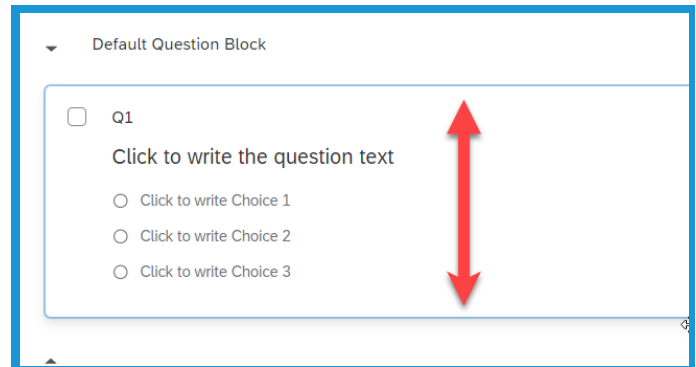 Default Question Block
Q1
Click to write the question text
Click to write Choice 1
Click to write Choice 2
Click to write Choice 3